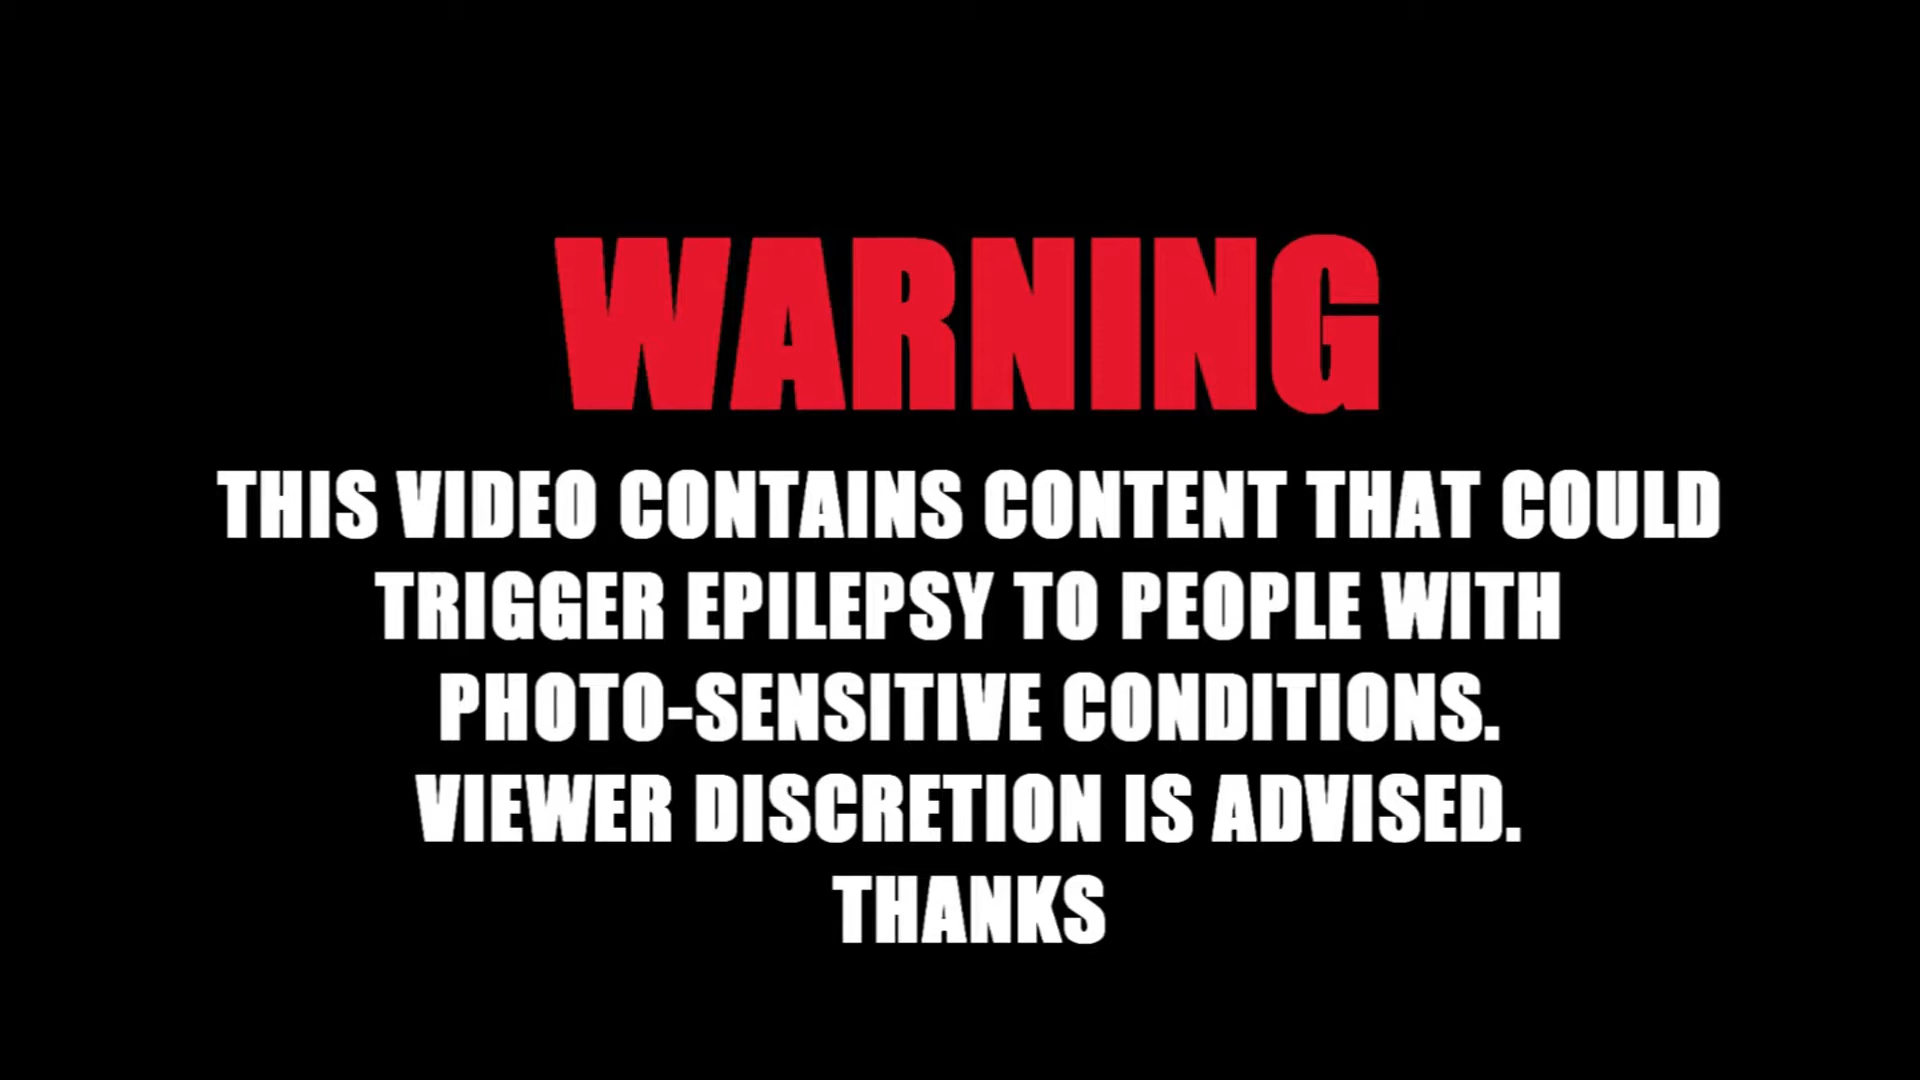 WARNING
THIS VIDEO CONTAINS CONTENT THAT COULD
TRIGGER EPILEPSY TO PEOPLE WITH
PHOTO-SENSITIVE CONDITIONS.
VIEWER DISCRETION IS ADVISED.
THANKS